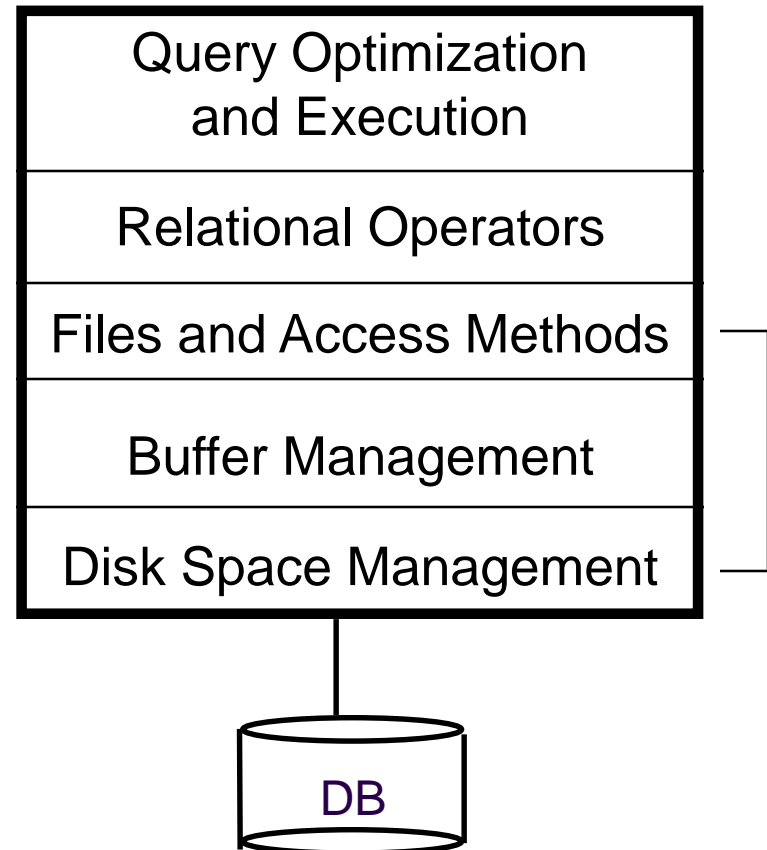 Query Optimization
and Execution
Relational Operators
Files and Access Methods
Buffer Management
Disk Space Management
DB